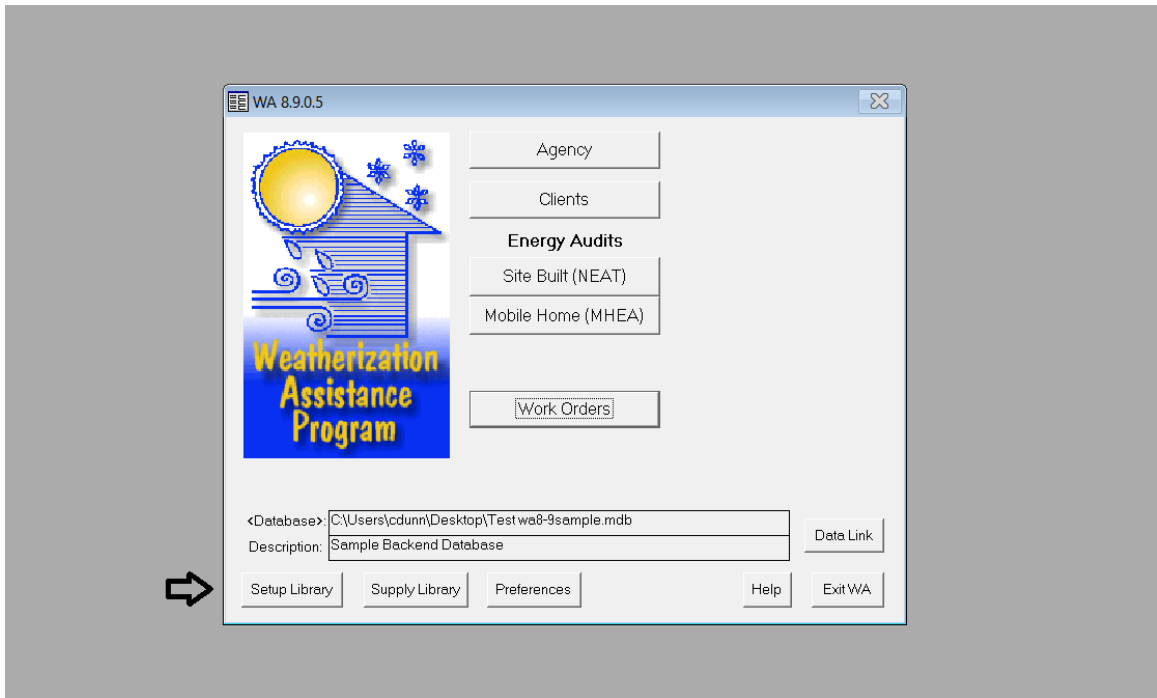 WA 8.9.0.5
Weatherization
Assistance
Program
Agency
Clients
Energy Audits
Site Built (NEAT)
Mobile Home (MHEA)
Work Orders
<Database>: C:\Users\cdunn\Desktop\Test wa8-9sample.mdb
Description: Sample Backend Database
Data Link
Setup Library Supply Library Preferences Help Exit WA